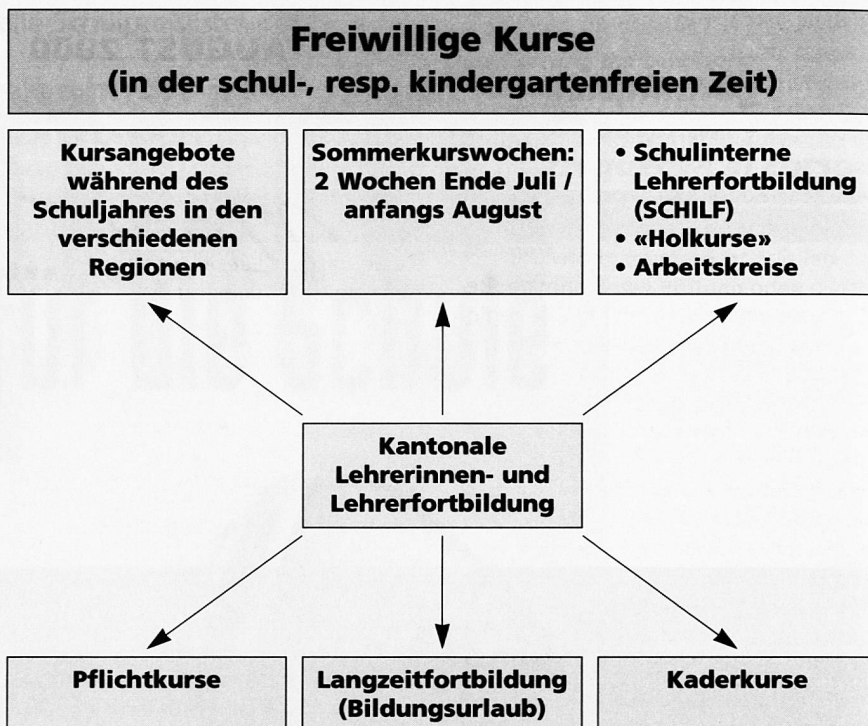 Freiwillige Kurse
(in der schul-, resp. kindergartenfreien Zeit)
Kursangebote
während des
Schuljahres in den
verschiedenen
Regionen
Sommerkurswochen:
2 Wochen Ende Juli /
anfangs August
• Schulinterne
Lehrerfortbildung
(SCHILF)
• «Holkurse»
• Arbeitskreise
Kantonale
Lehrerinnen- und
Lehrerfortbildung
Pflichtkurse
Langzeitfortbildung
(Bildungsurlaub)
Kaderkurse